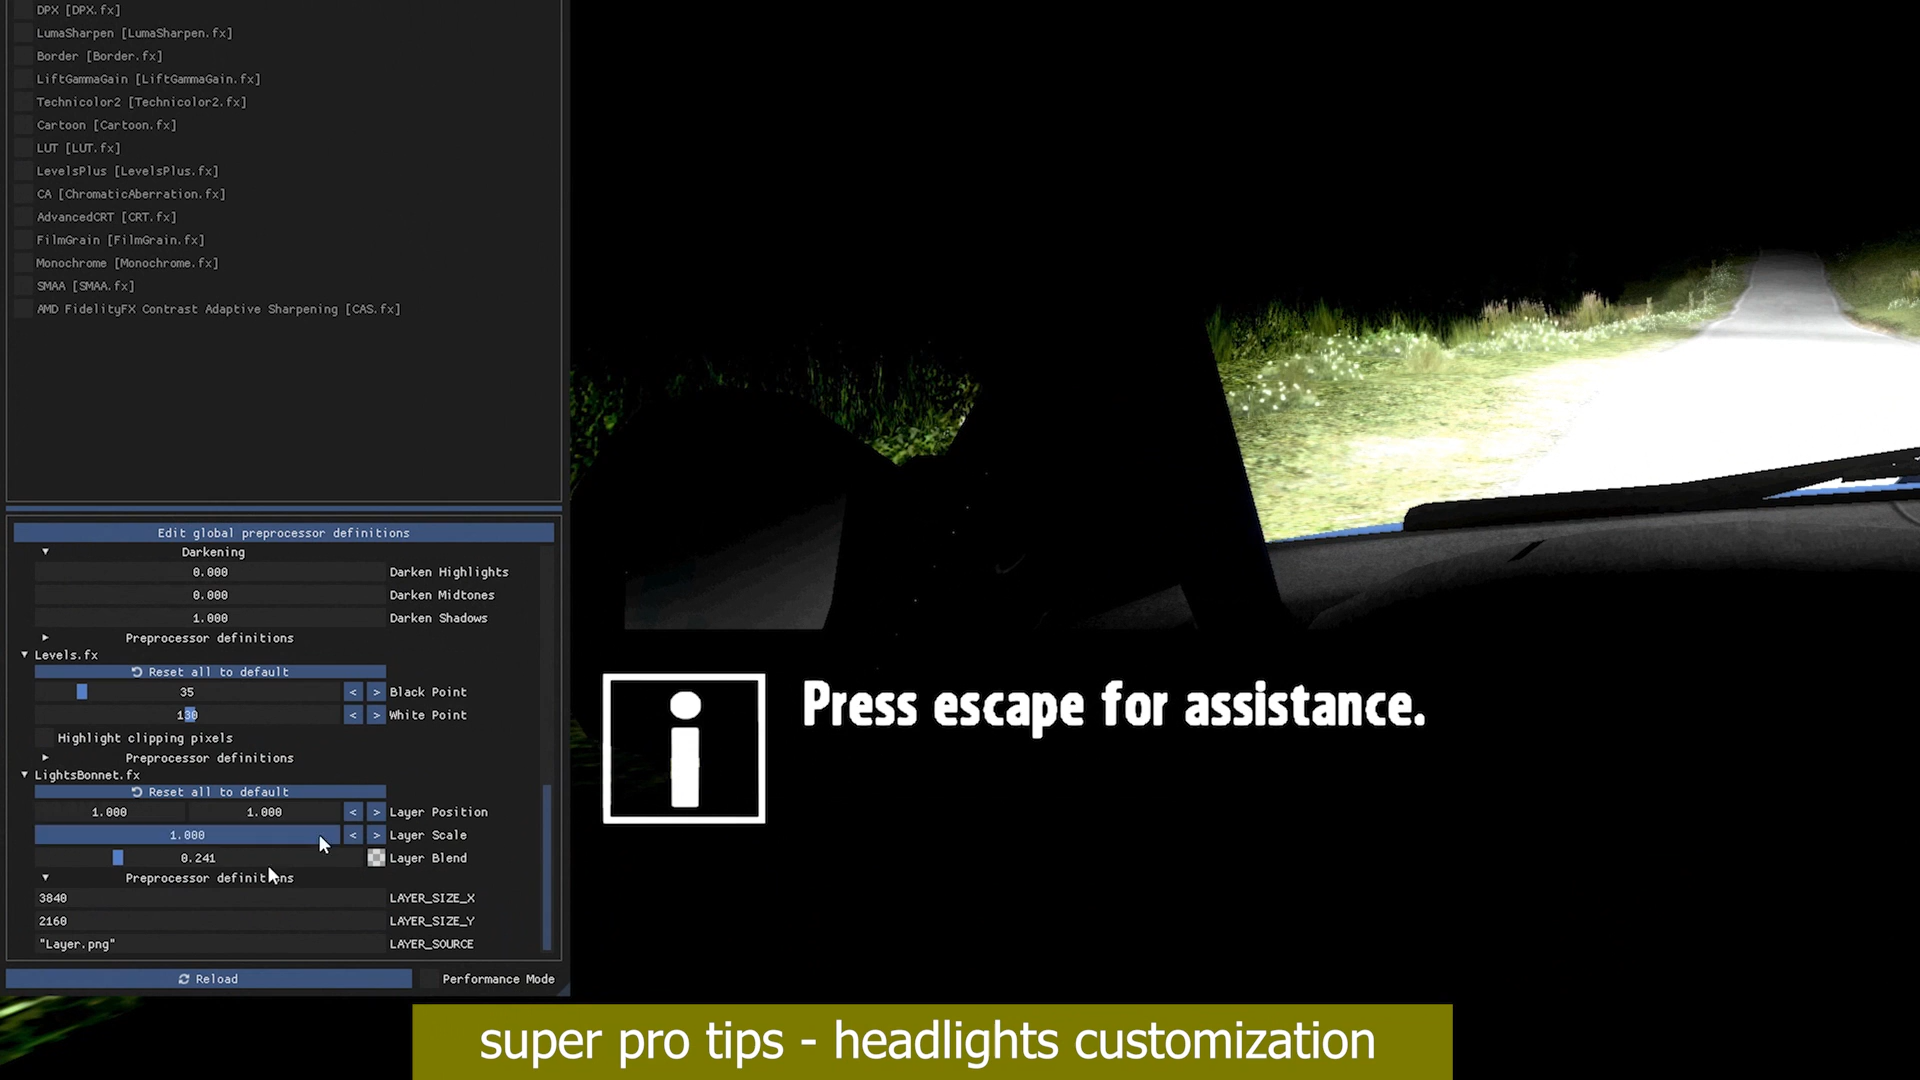 DPX [DPX.fx]
LumaSharpen [LumaSharpen.fx]
Border [Border.fx]
LiftGammaGain [LiftGammaGain.fx]
Technicolor2 [Technicolor2.fx]
Cartoon [Cartoon.fx]
LUT [LUT.fx]
LevelsPlus [LevelsPlus.fx]
CA [ChromaticAberration.fx]
AdvancedCRT [CRT.fx]
FilmGrain [FilmGrain.fx]
Monochrome [Monochrome.fx]
SMAA [SMAA.fx]
AMD FidelityFX Contrast Adaptive Sharpening [CAS.fx]
Edit global preprocessor definitions
Darkening
0.000 Darken Highlights
0.000 Darken Midtones
1.000 Darken Shadows
Preprocessor definitions
Levels.fx
Reset all to default
35 < > Black Point
130 < > White Point
Highlight clipping pixels
Preprocessor definitions
LightsBonnet.fx
Reset all to default
1.000 1.000 < > Layer Position
1.000 < > Layer Scale
0.241 Layer Blend
Preprocessor definitions
3840 LAYER_SIZE_X
2160 LAYER_SIZE_Y
"Layer.png" LAYER_SOURCE
Reload Performance Mode
Press escape for assistance.
super pro tips - headlights customization